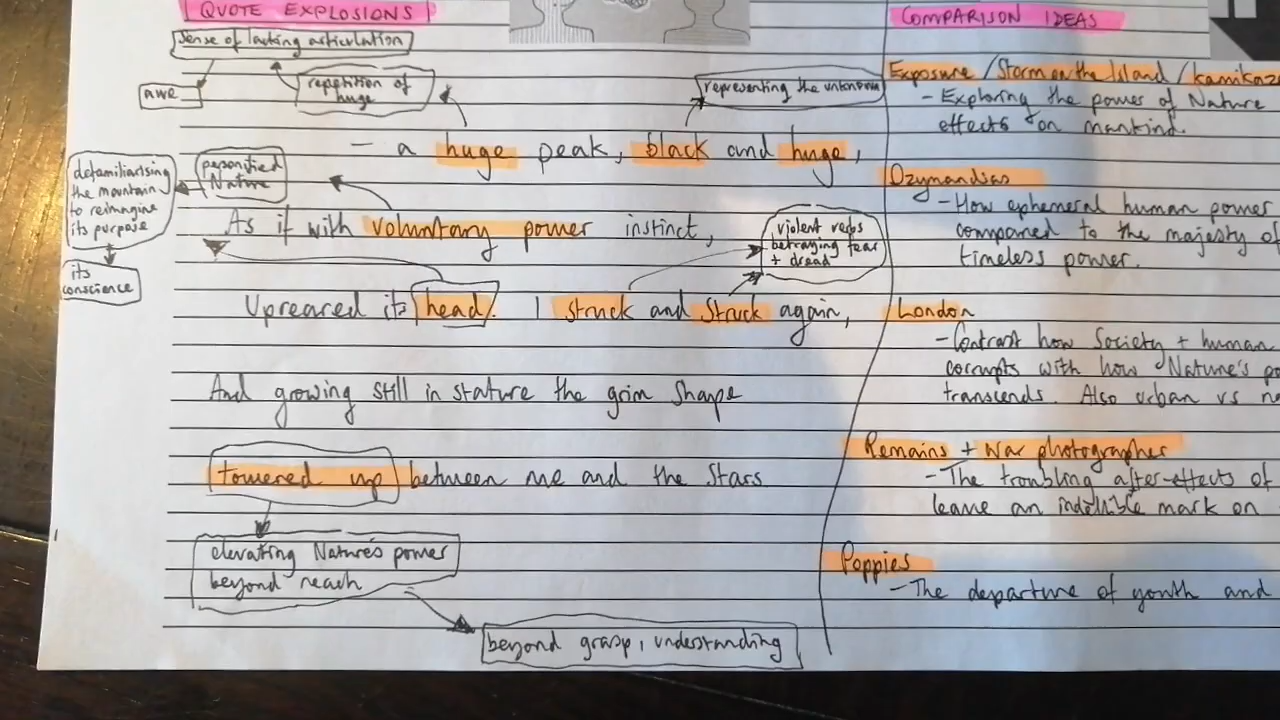 QUOTE EXPLOSIONS
Sense of lacking articulation
awe
repetition of
huge
representing the unknown
- a huge peak, black and huge,
defamiliarising
the mountain
to reimagine
its purpose
its
conscience
personified
Nature
As if with voluntary power instinct,
violent verbs
betraying fear
+ dread
Upreared its head. I struck and struck again,
And growing still in stature the grim shape
towered up between me and the stars
elevating Nature's power
beyond reach
beyond grasp, understanding
COMPARISON IDEAS
Exposure / Storm on the Island / Kamikaze
- Exploring the power of Nature
effects on mankind.
Ozymandias
- How ephemeral human power
compared to the majesty of
timeless power.
London
- Contrast how Society + human
corrupts with how Nature's po
transcends. Also urban vs
Remains + War photographer
- The troubling after-effects of
leave an indellible mark on
Poppies
- The departure of youth and